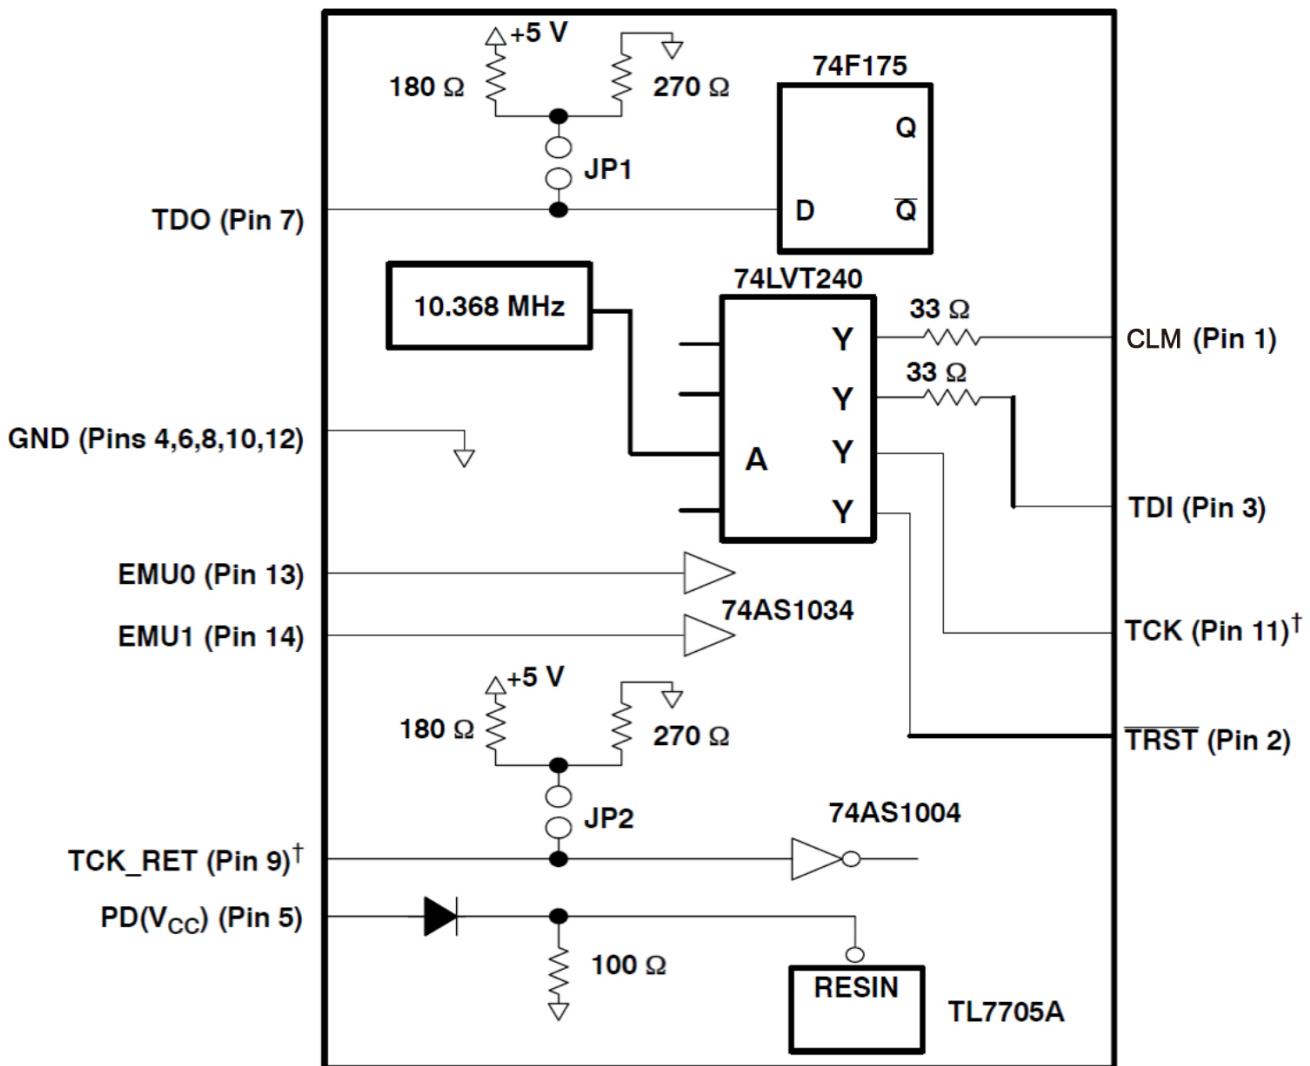 +5 V
180 Ω
270 Ω
74F175
Q
JP1
TDO (Pin 7)
D
Q̅
74LVT240
10.368 MHz
33 Ω
Y
CLM (Pin 1)
33 Ω
Y
GND (Pins 4,6,8,10,12)
A
Y
Y
TDI (Pin 3)
EMU0 (Pin 13)
74AS1034
EMU1 (Pin 14)
TCK (Pin 11)†
+5 V
180 Ω
270 Ω
T̅R̅S̅T̅ (Pin 2)
JP2
74AS1004
TCK_RET (Pin 9)†
PD(VCC) (Pin 5)
100 Ω
RESIN
TL7705A